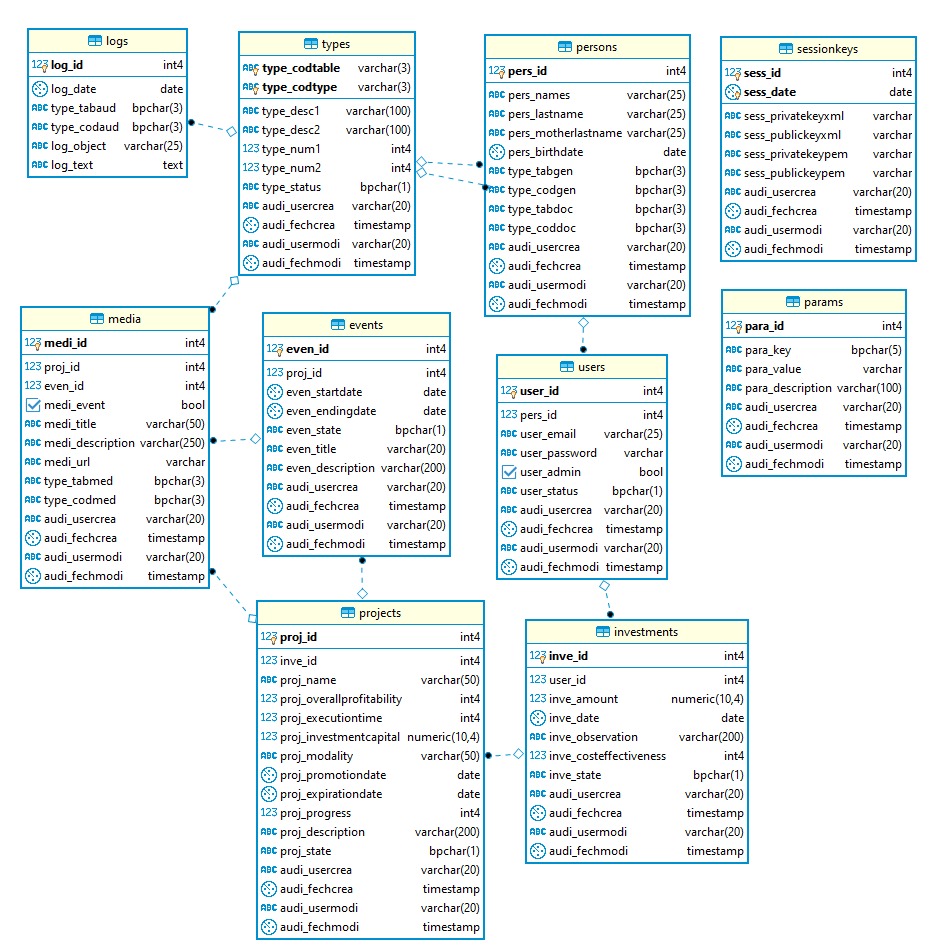 logs
123 log_id int4
log_date date
ABC type_tabaud bpchar(3)
ABC type_codaud bpchar(3)
ABC log_object varchar(25)
ABC log_text text
types
ABC type_codtable varchar(3)
ABC type_codtype varchar(3)
ABC type_desc1 varchar(100)
ABC type_desc2 varchar(100)
123 type_num1 int4
123 type_num2 int4
ABC type_status bpchar(1)
ABC audi_usercrea varchar(20)
audi_fechcrea timestamp
ABC audi_usermodi varchar(20)
audi_fechmodi timestamp
persons
123 pers_id int4
ABC pers_names varchar(25)
ABC pers_lastname varchar(25)
ABC pers_motherlastname varchar(25)
pers_birthdate date
ABC type_tabgen bpchar(3)
ABC type_codgen bpchar(3)
ABC type_tabdoc bpchar(3)
ABC type_coddoc bpchar(3)
ABC audi_usercrea varchar(20)
audi_fechcrea timestamp
ABC audi_usermodi varchar(20)
audi_fechmodi timestamp
sessionkeys
123 sess_id int4
sess_date date
ABC sess_privatekeyxml varchar
ABC sess_publickeyxml varchar
ABC sess_privatekeypem varchar
ABC sess_publickeypem varchar
ABC audi_usercrea varchar(20)
audi_fechcrea timestamp
ABC audi_usermodi varchar(20)
audi_fechmodi timestamp
media
123 medi_id int4
123 proj_id int4
123 even_id int4
medi_event bool
ABC medi_title varchar(50)
ABC medi_description varchar(250)
ABC medi_url varchar
ABC type_tabmed bpchar(3)
ABC type_codmed bpchar(3)
ABC audi_usercrea varchar(20)
audi_fechcrea timestamp
ABC audi_usermodi varchar(20)
audi_fechmodi timestamp
events
123 even_id int4
123 proj_id int4
even_startdate date
even_endingdate date
ABC even_state bpchar(1)
ABC even_title varchar(20)
ABC even_description varchar(200)
ABC audi_usercrea varchar(20)
audi_fechcrea timestamp
ABC audi_usermodi varchar(20)
audi_fechmodi timestamp
users
123 user_id int4
123 pers_id int4
ABC user_email varchar(25)
ABC user_password varchar
user_admin bool
ABC user_status bpchar(1)
ABC audi_usercrea varchar(20)
audi_fechcrea timestamp
ABC audi_usermodi varchar(20)
audi_fechmodi timestamp
params
123 para_id int4
ABC para_key bpchar(5)
ABC para_value varchar
ABC para_description varchar(100)
ABC audi_usercrea varchar(20)
audi_fechcrea timestamp
ABC audi_usermodi varchar(20)
audi_fechmodi timestamp
projects
123 proj_id int4
123 inve_id int4
ABC proj_name varchar(50)
123 proj_overallprofitability int4
123 proj_executiontime int4
123 proj_investmentcapital numeric(10,4)
ABC proj_modality varchar(50)
proj_promotiondate date
proj_expirationdate date
123 proj_progress int4
ABC proj_description varchar(200)
ABC proj_state bpchar(1)
ABC audi_usercrea varchar(20)
audi_fechcrea timestamp
ABC audi_usermodi varchar(20)
audi_fechmodi timestamp
investments
123 inve_id int4
123 user_id int4
123 inve_amount numeric(10,4)
inve_date date
ABC inve_observation varchar(200)
123 inve_costeffectiveness int4
ABC inve_state bpchar(1)
ABC audi_usercrea varchar(20)
audi_fechcrea timestamp
ABC audi_usermodi varchar(20)
audi_fechmodi timestamp